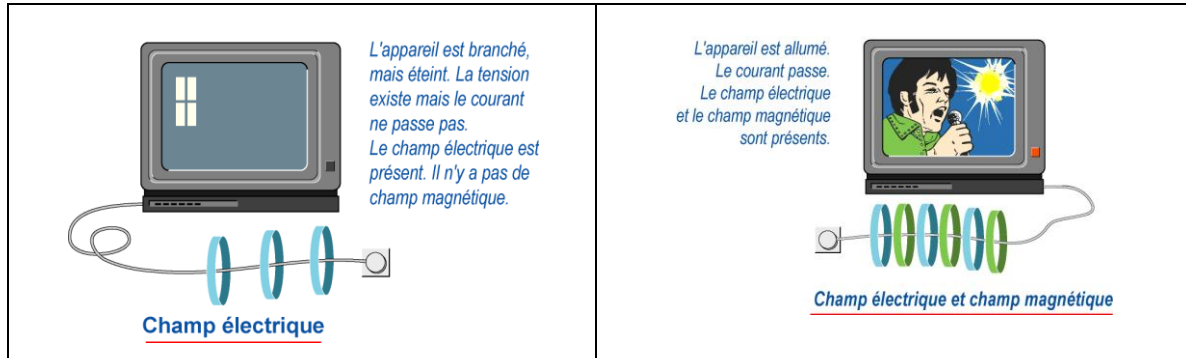 L'appareil est branché,
mais éteint. La tension
existe mais le courant
ne passe pas.
Le champ électrique est
présent. Il n'y a pas de
champ magnétique.
Champ électrique
L'appareil est allumé.
Le courant passe.
Le champ électrique
et le champ magnétique
sont présents.
Champ électrique et champ magnétique